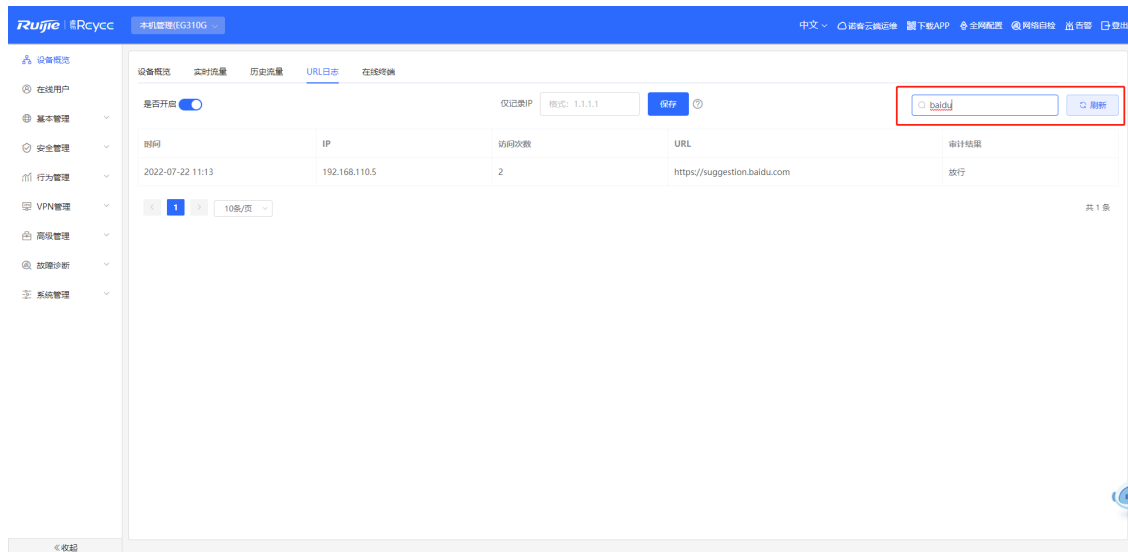 Ruijie Rcycc 本机管理(EG310G 中文 诺客云端运维 下载APP 全网配置 网络自检 告警 登出
设备概览
在线用户
基本管理
安全管理
行为管理
VPN管理
高级管理
故障诊断
系统管理
《收起
设备概览 实时流量 历史流量 URL日志 在线终端
是否开启 仅记录IP 格式：1.1.1.1 保存 baidu 刷新
时间 IP 访问次数 URL 审计结果
2022-07-22 11:13 192.168.110.5 2 https://suggestion.baidu.com 放行
1 10条/页 共 1 条